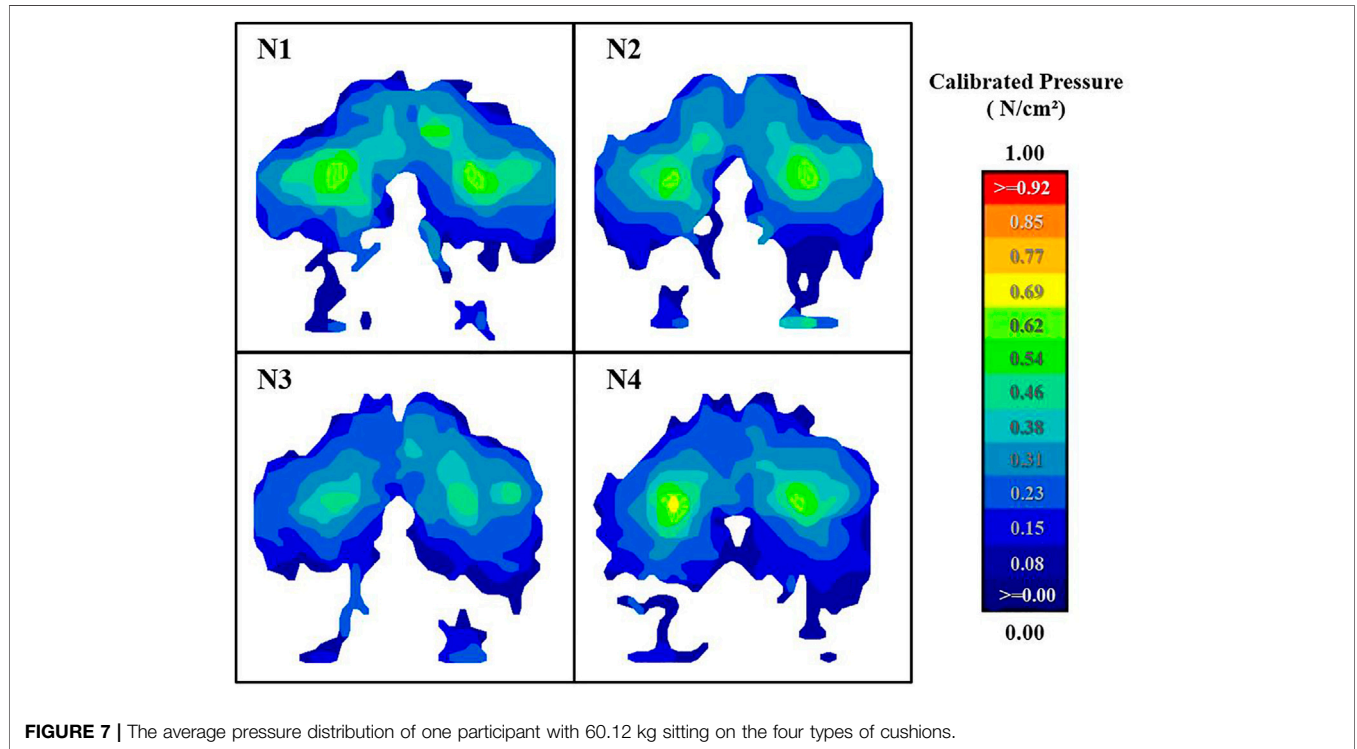 N1
N2
N3
N4
Calibrated Pressure
( N/cm²)
1.00
>=0.92
0.85
0.77
0.69
0.62
0.54
0.46
0.38
0.31
0.23
0.15
0.08
>=0.00
0.00
FIGURE 7 | The average pressure distribution of one participant with 60.12 kg sitting on the four types of cushions.